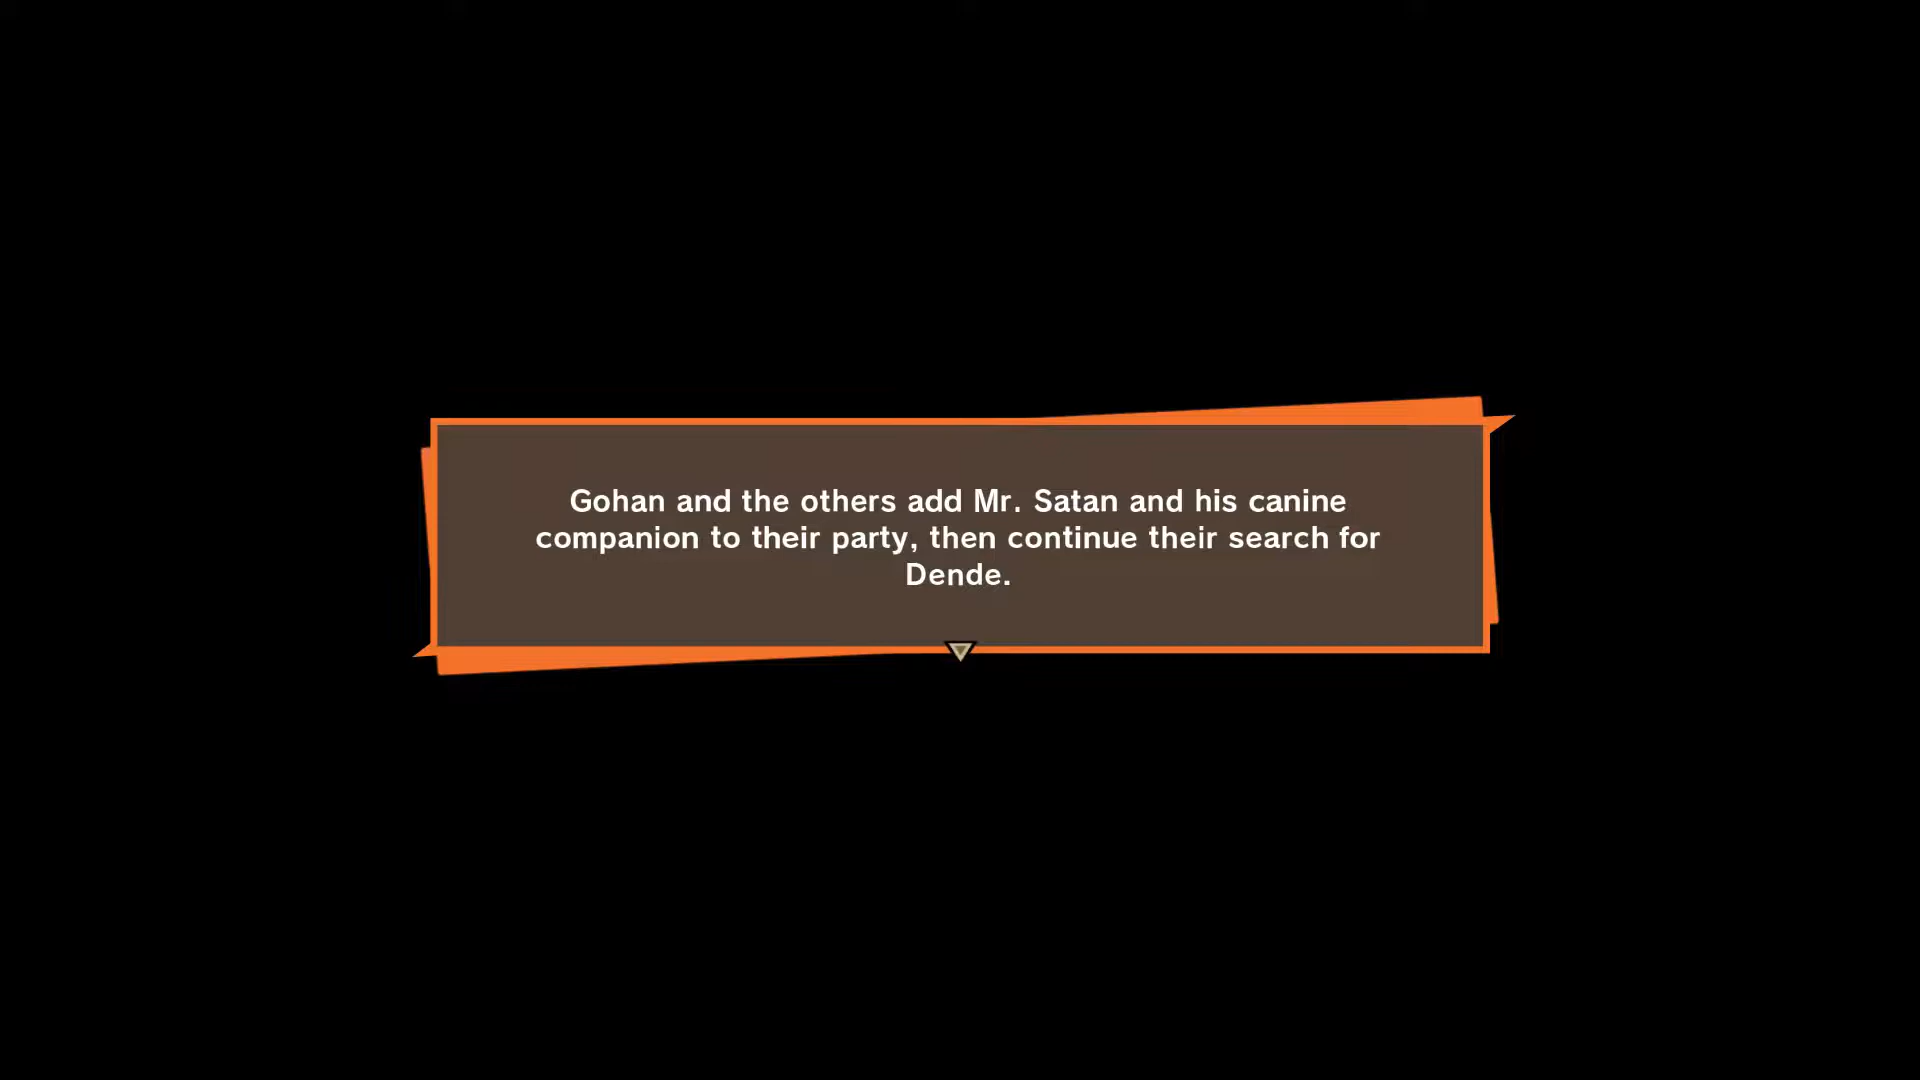 Gohan and the others add Mr. Satan and his canine
companion to their party, then continue their search for
Dende.